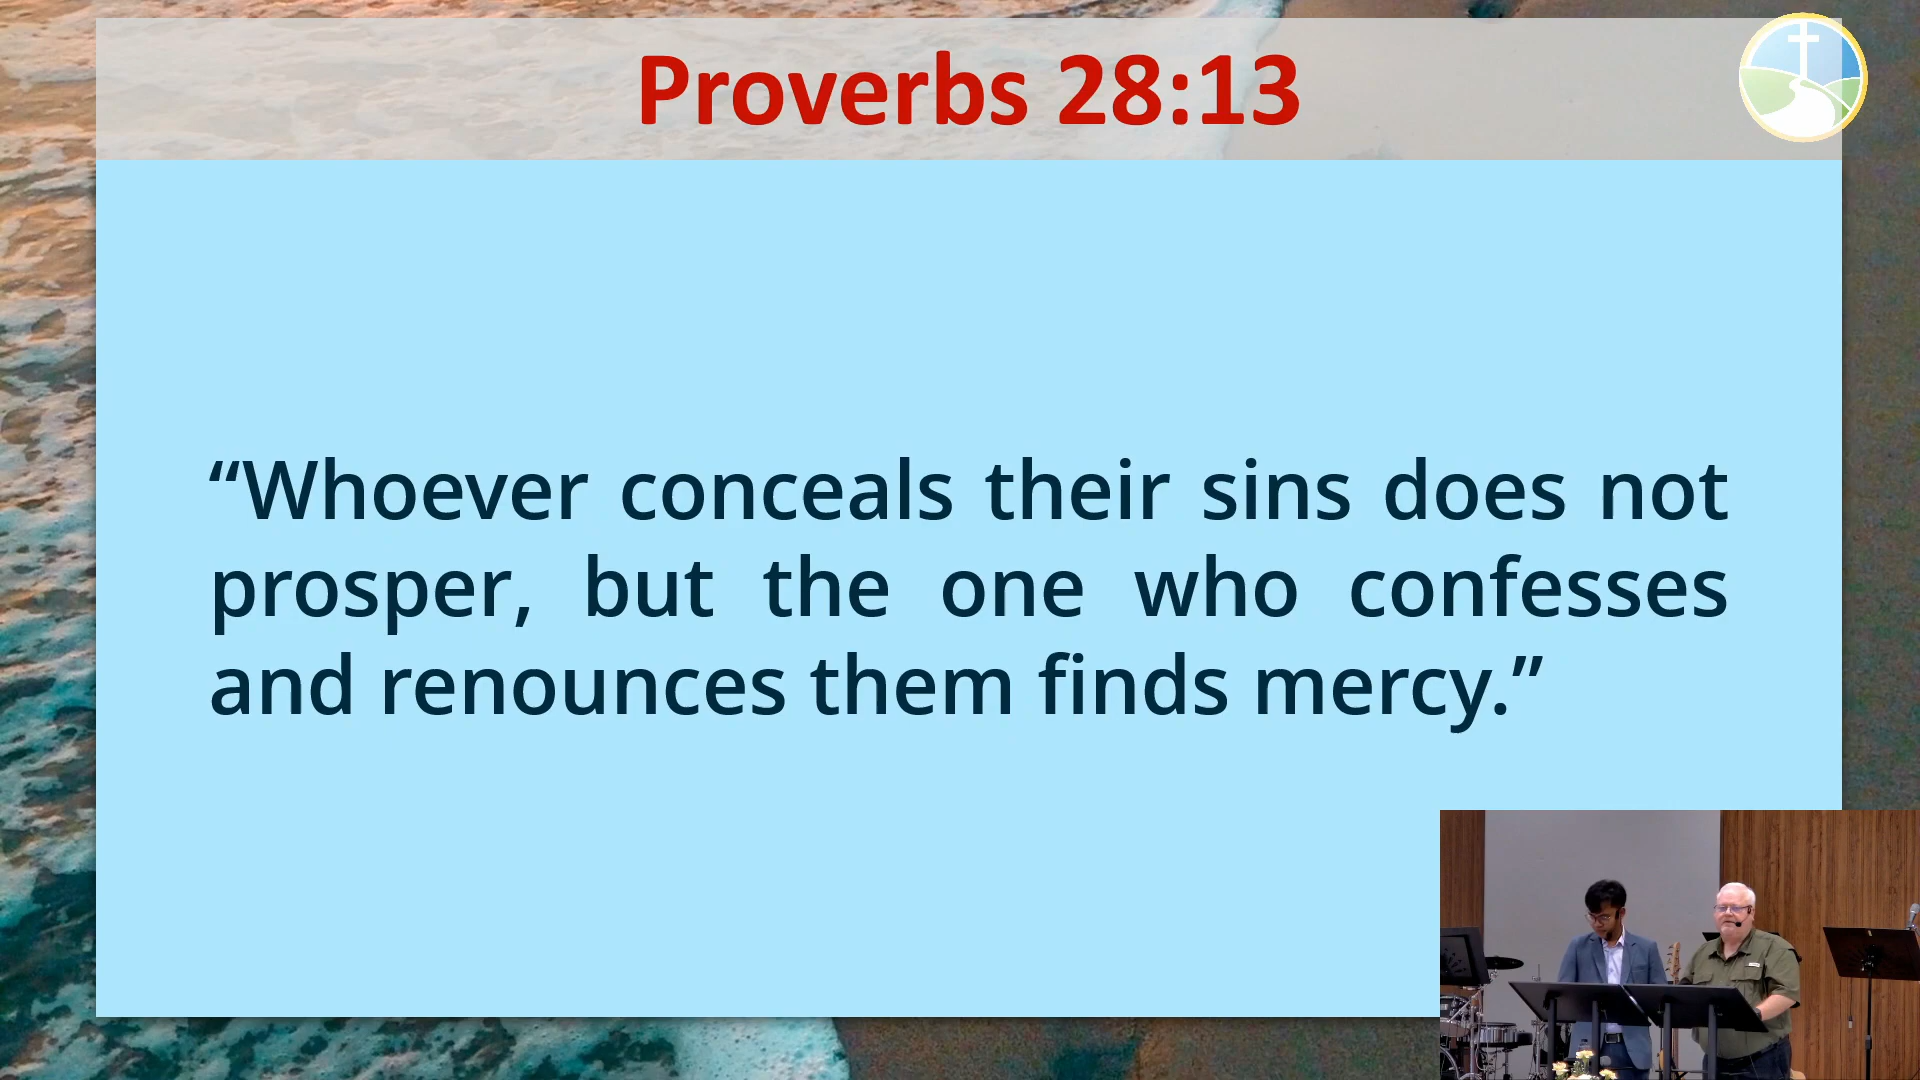 Proverbs 28:13
“Whoever conceals their sins does not
prosper, but the one who confesses
and renounces them finds mercy.”